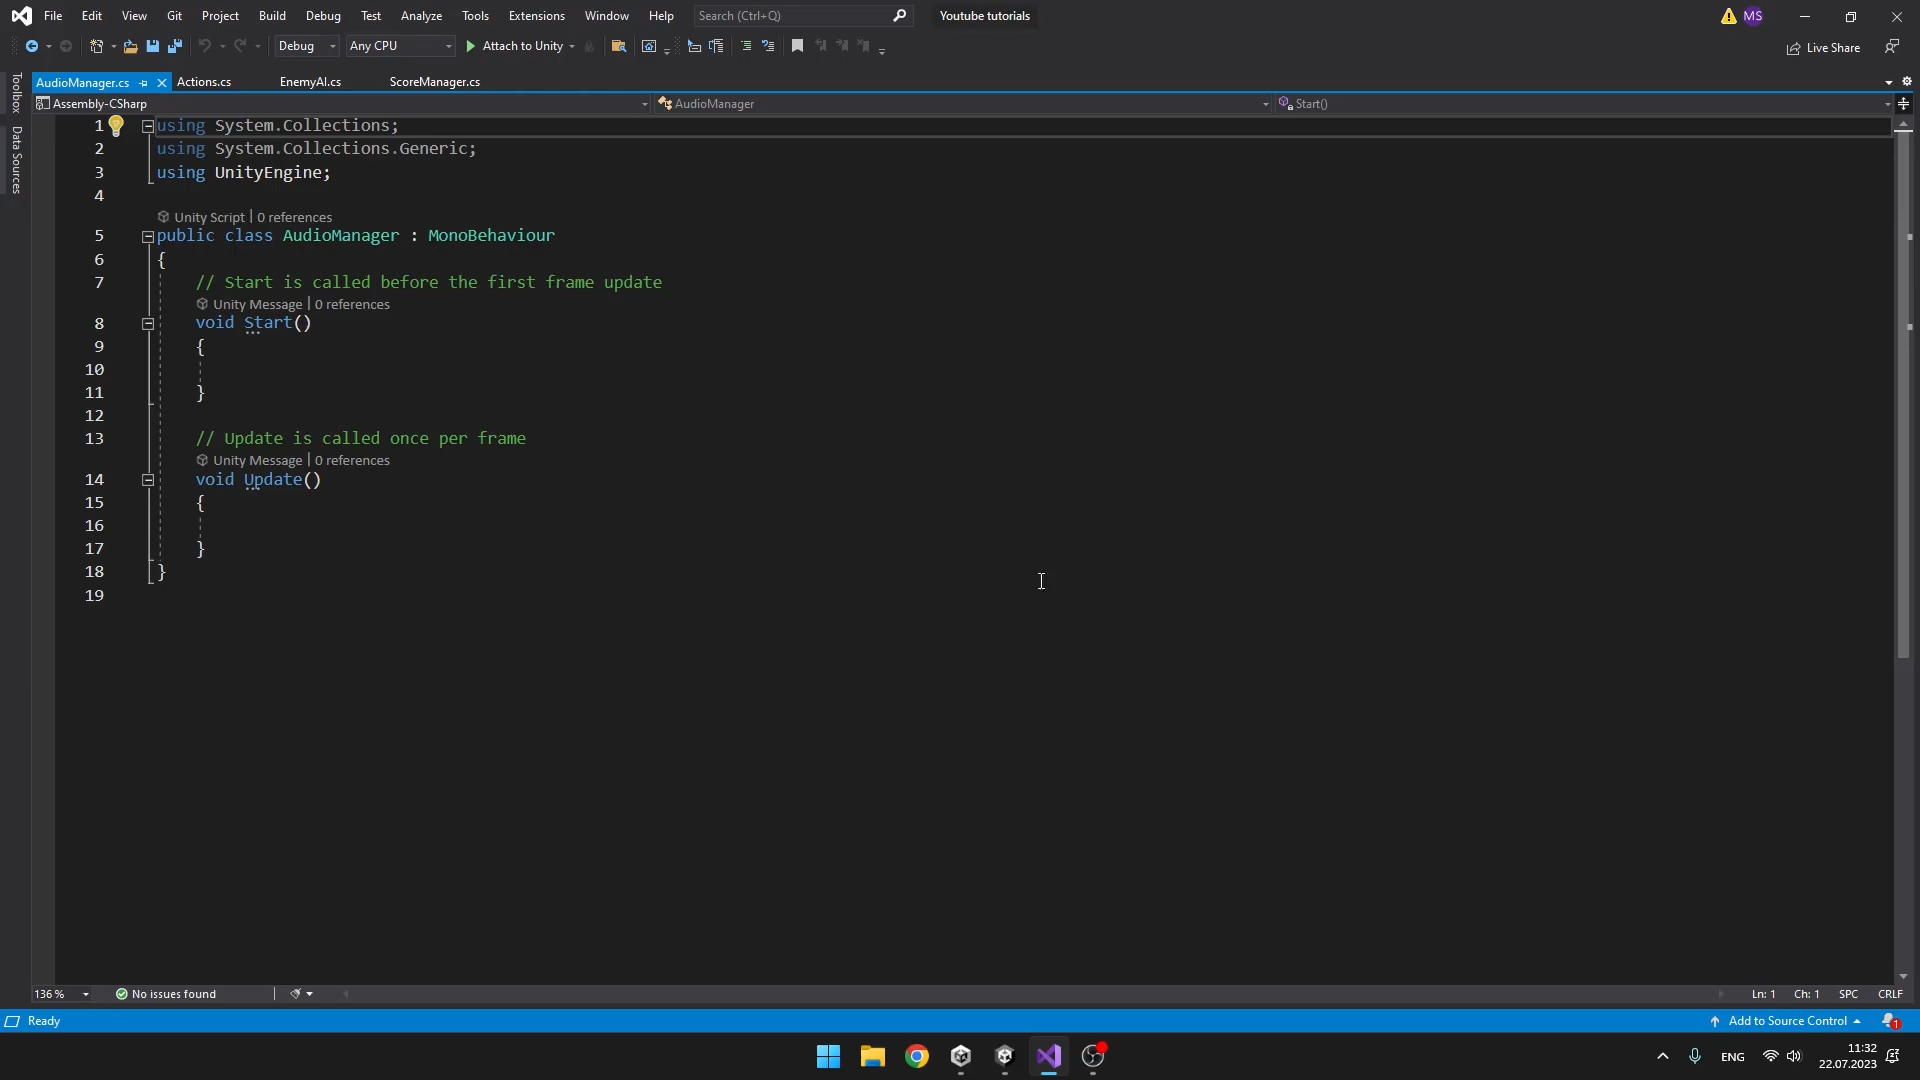 File Edit View Git Project Build Debug Test Analyze Tools Extensions Window Help Search (Ctrl+Q) Youtube tutorials MS
Debug Any CPU Attach to Unity Live Share
AudioManager.cs Actions.cs EnemyAI.cs ScoreManager.cs
Assembly-CSharp AudioManager Start()
Toolbox
Data Sources
1 using System.Collections;
2 using System.Collections.Generic;
3 using UnityEngine;
4
Unity Script | 0 references
5 public class AudioManager : MonoBehaviour
6 {
7 // Start is called before the first frame update
Unity Message | 0 references
8 void Start()
9 {
10
11 }
12
13 // Update is called once per frame
Unity Message | 0 references
14 void Update()
15 {
16
17 }
18 }
19
136 % No issues found Ln: 1 Ch: 1 SPC CRLF
Ready Add to Source Control 1
ENG 11:32
22.07.2023